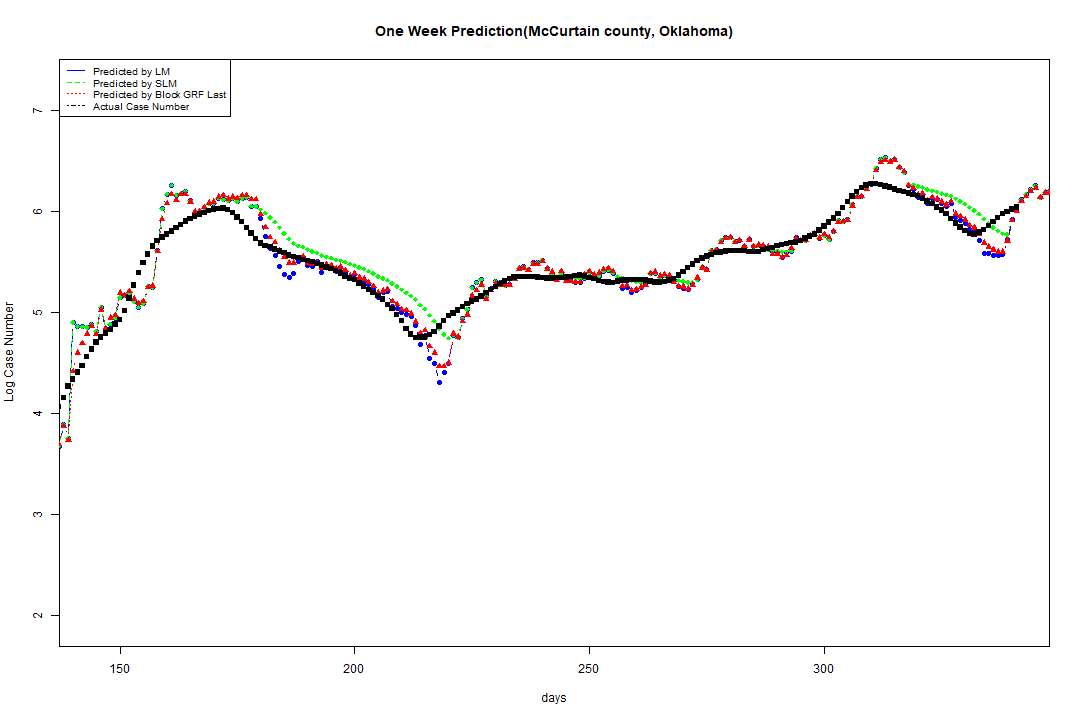 One Week Prediction(McCurtain county, Oklahoma)
Predicted by LM
Predicted by SLM
Predicted by Block GRF Last
Actual Case Number
7
6
5
4
3
2
Log Case Number
150 200 250 300
days